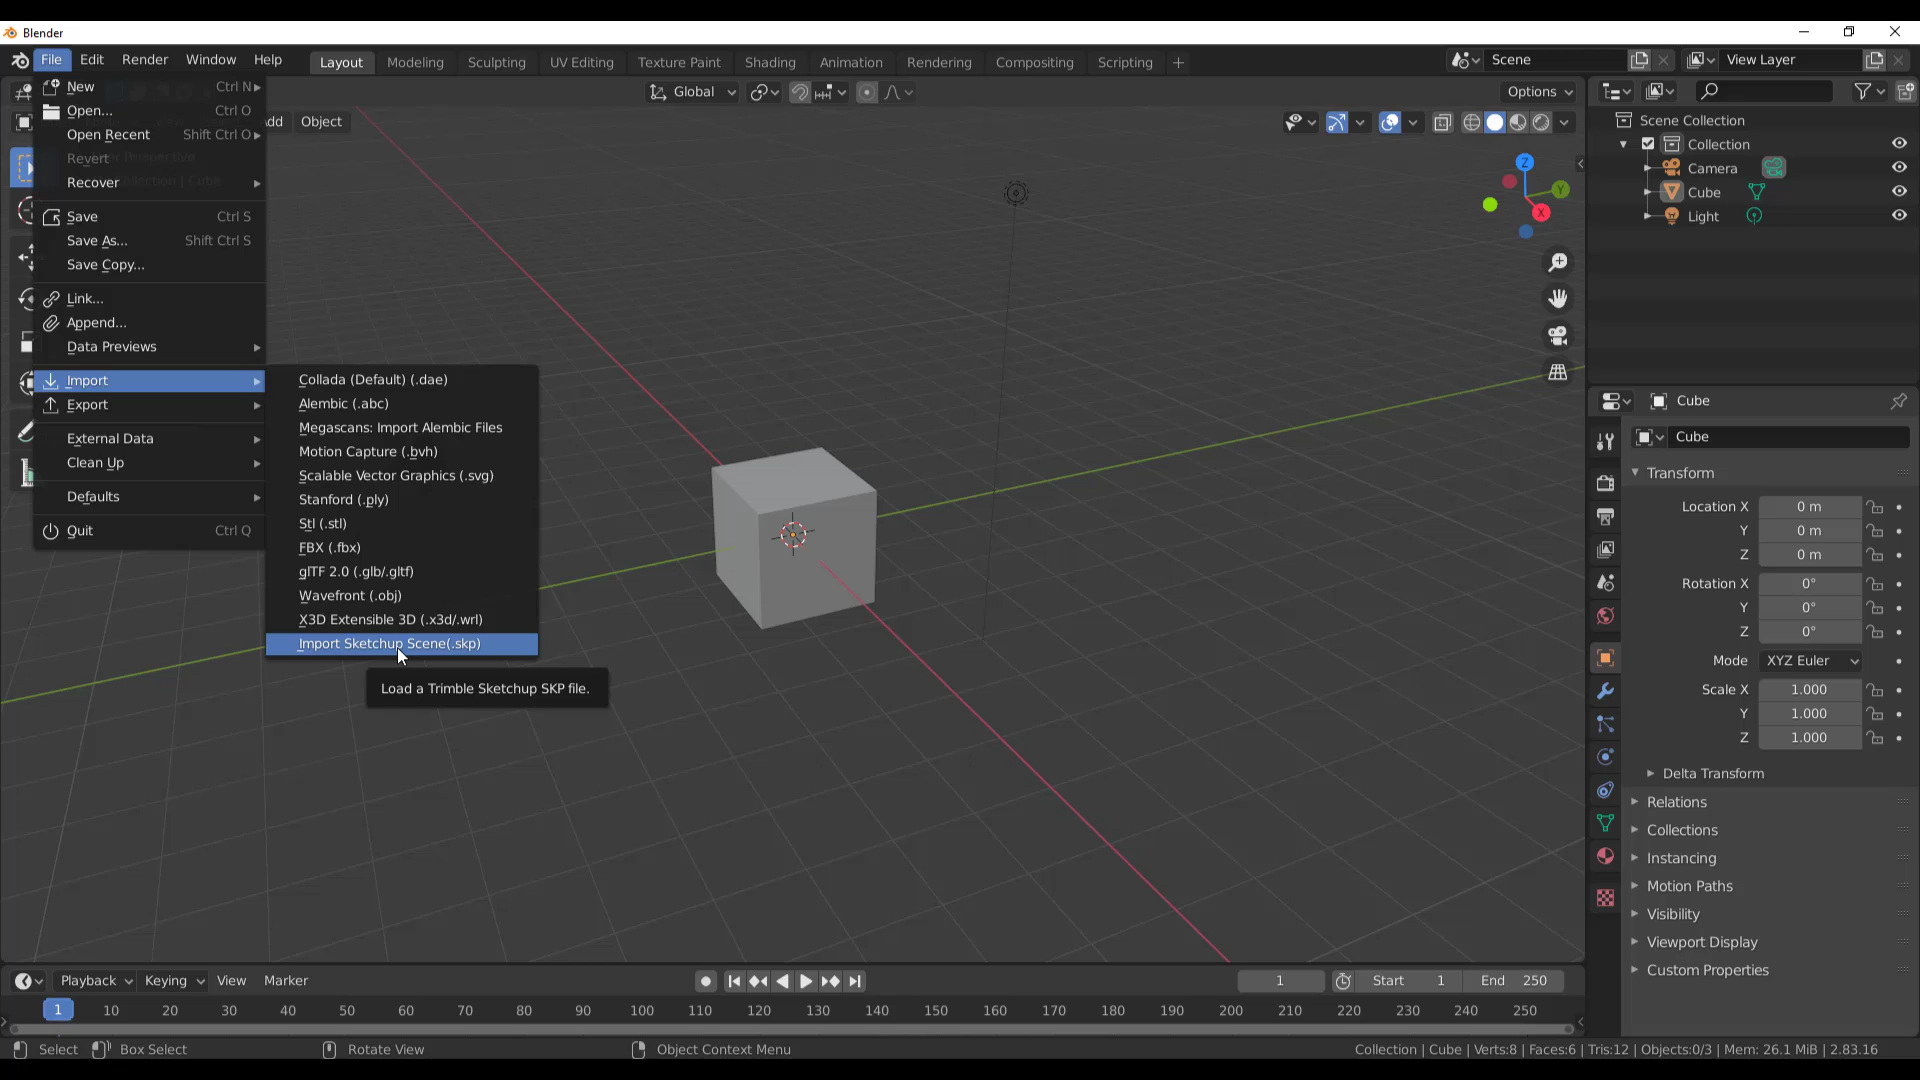 Blender
File Edit Render Window Help Layout Modeling Sculpting UV Editing Texture Paint Shading Animation Rendering Compositing Scripting + Scene View Layer
New Ctrl N
Global
Options
Open... Ctrl O
Open Recent Shift Ctrl O
dd Object
Revert
Recover
Save Ctrl S
Save As... Shift Ctrl S
Save Copy...
Link...
Append...
Data Previews
Import
Export
External Data
Clean Up
Defaults
Quit Ctrl Q
Collada (Default) (.dae)
Alembic (.abc)
Megascans: Import Alembic Files
Motion Capture (.bvh)
Scalable Vector Graphics (.svg)
Stanford (.ply)
Stl (.stl)
FBX (.fbx)
glTF 2.0 (.glb/.gltf)
Wavefront (.obj)
X3D Extensible 3D (.x3d/.wrl)
Import Sketchup Scene(.skp)
Load a Trimble Sketchup SKP file.
Z
Y
X
Scene Collection
Collection
Camera
Cube
Light
Cube
Cube
Transform
Location X 0 m
Y 0 m
Z 0 m
Rotation X 0°
Y 0°
Z 0°
Mode XYZ Euler
Scale X 1.000
Y 1.000
Z 1.000
Delta Transform
Relations
Collections
Instancing
Motion Paths
Visibility
Viewport Display
Custom Properties
Playback Keying View Marker 1 Start 1 End 250
1 10 20 30 40 50 60 70 80 90 100 110 120 130 140 150 160 170 180 190 200 210 220 230 240 250
Select Box Select Rotate View Object Context Menu Collection | Cube | Verts:8 | Faces:6 | Tris:12 | Objects:0/3 | Mem: 26.1 MiB | 2.83.16